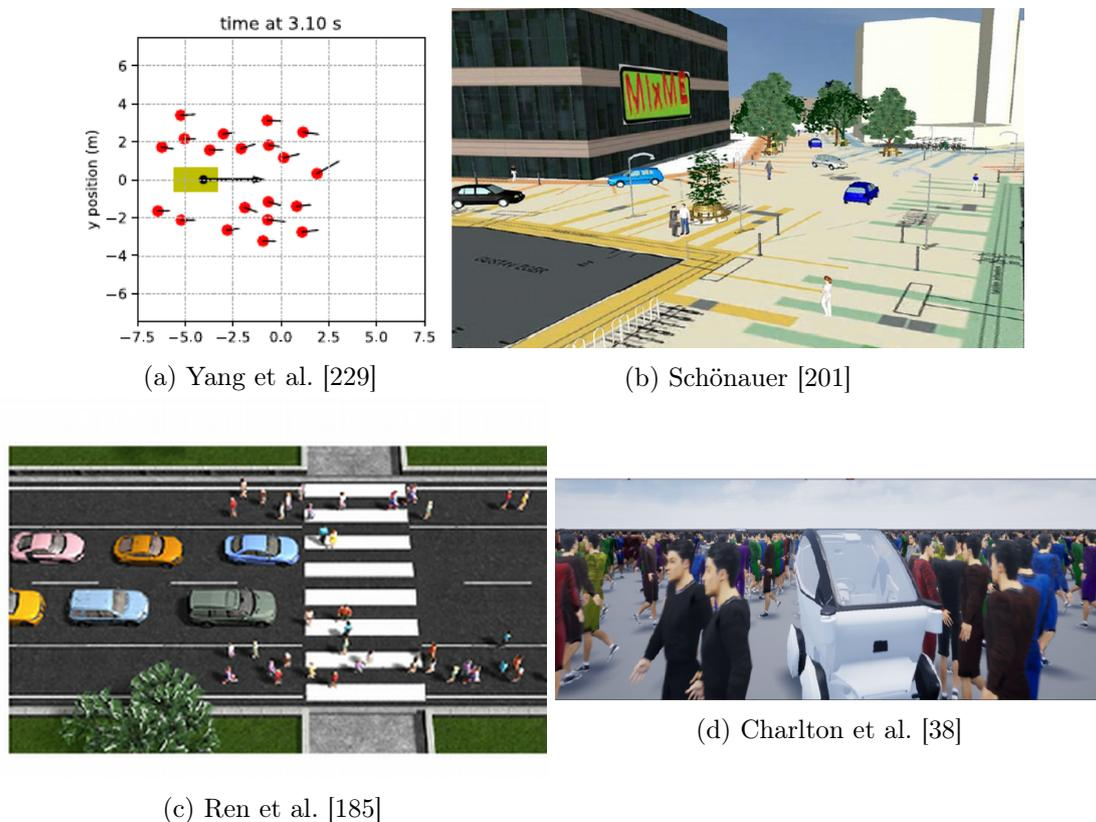 time at 3.10 s
y position (m)
6
4
2
0
−2
−4
−6
−7.5 −5.0 −2.5 0.0 2.5 5.0 7.5
MIxME
(a) Yang et al. [229]
(b) Schönauer [201]
(d) Charlton et al. [38]
(c) Ren et al. [185]